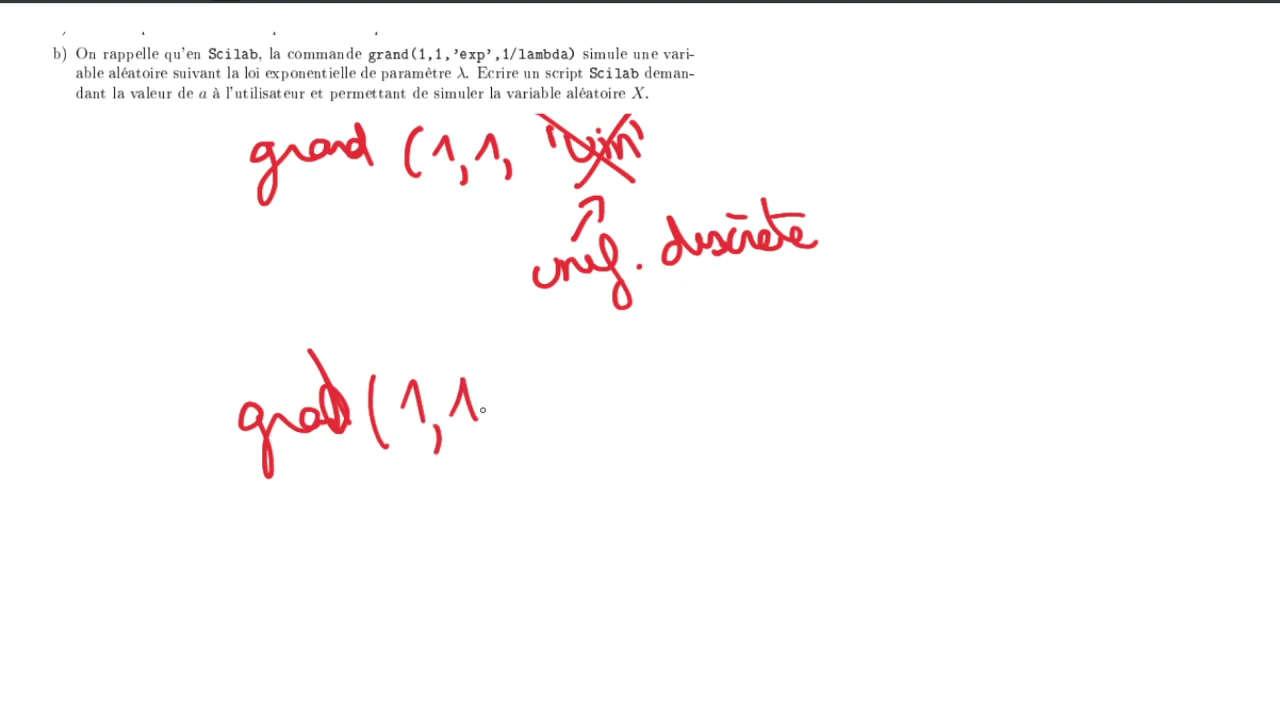 b) On rappelle qu'en Scilab, la commande grand(1,1,'exp',1/lambda) simule une vari-
able aléatoire suivant la loi exponentielle de paramètre λ. Ecrire un script Scilab deman-
dant la valeur de a à l'utilisateur et permettant de simuler la variable aléatoire X.
grand (1,1, 'uin'
unif. discrète
grad(1,1